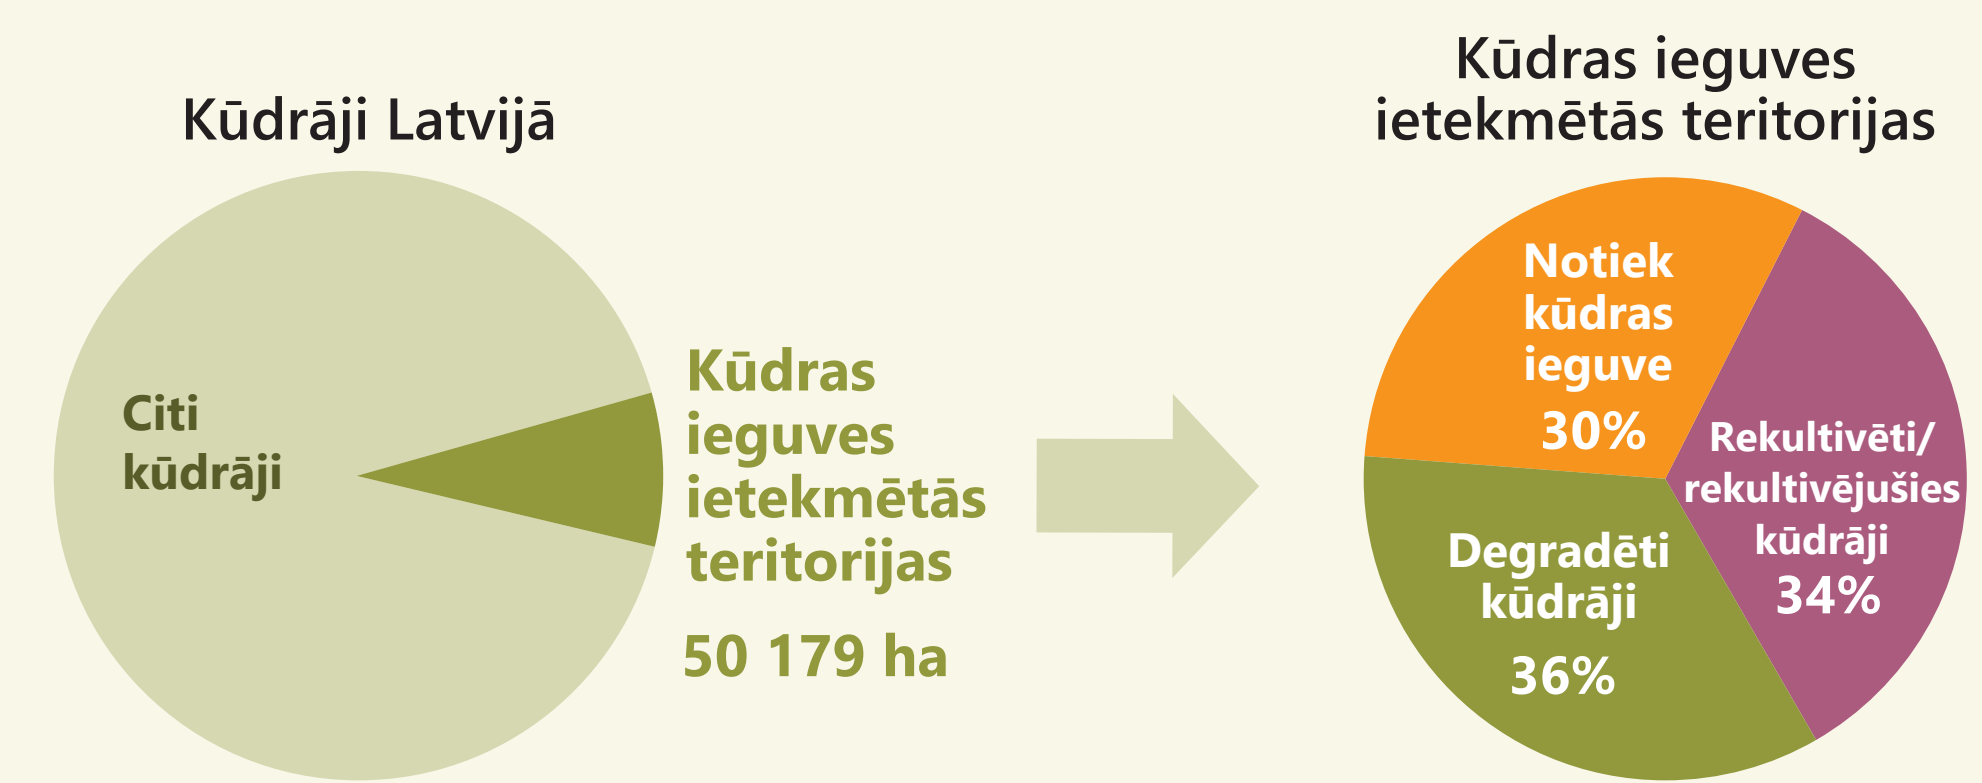 Kūdrāji Latvijā
Citi
kūdrāji
Kūdras
ieguves
ietekmētās
teritorijas
50 179 ha
Kūdras ieguves
ietekmētās teritorijas
Notiek
kūdras
ieguve
30%
Rekultivēti/
rekultivējušies
kūdrāji
34%
Degradēti
kūdrāji
36%